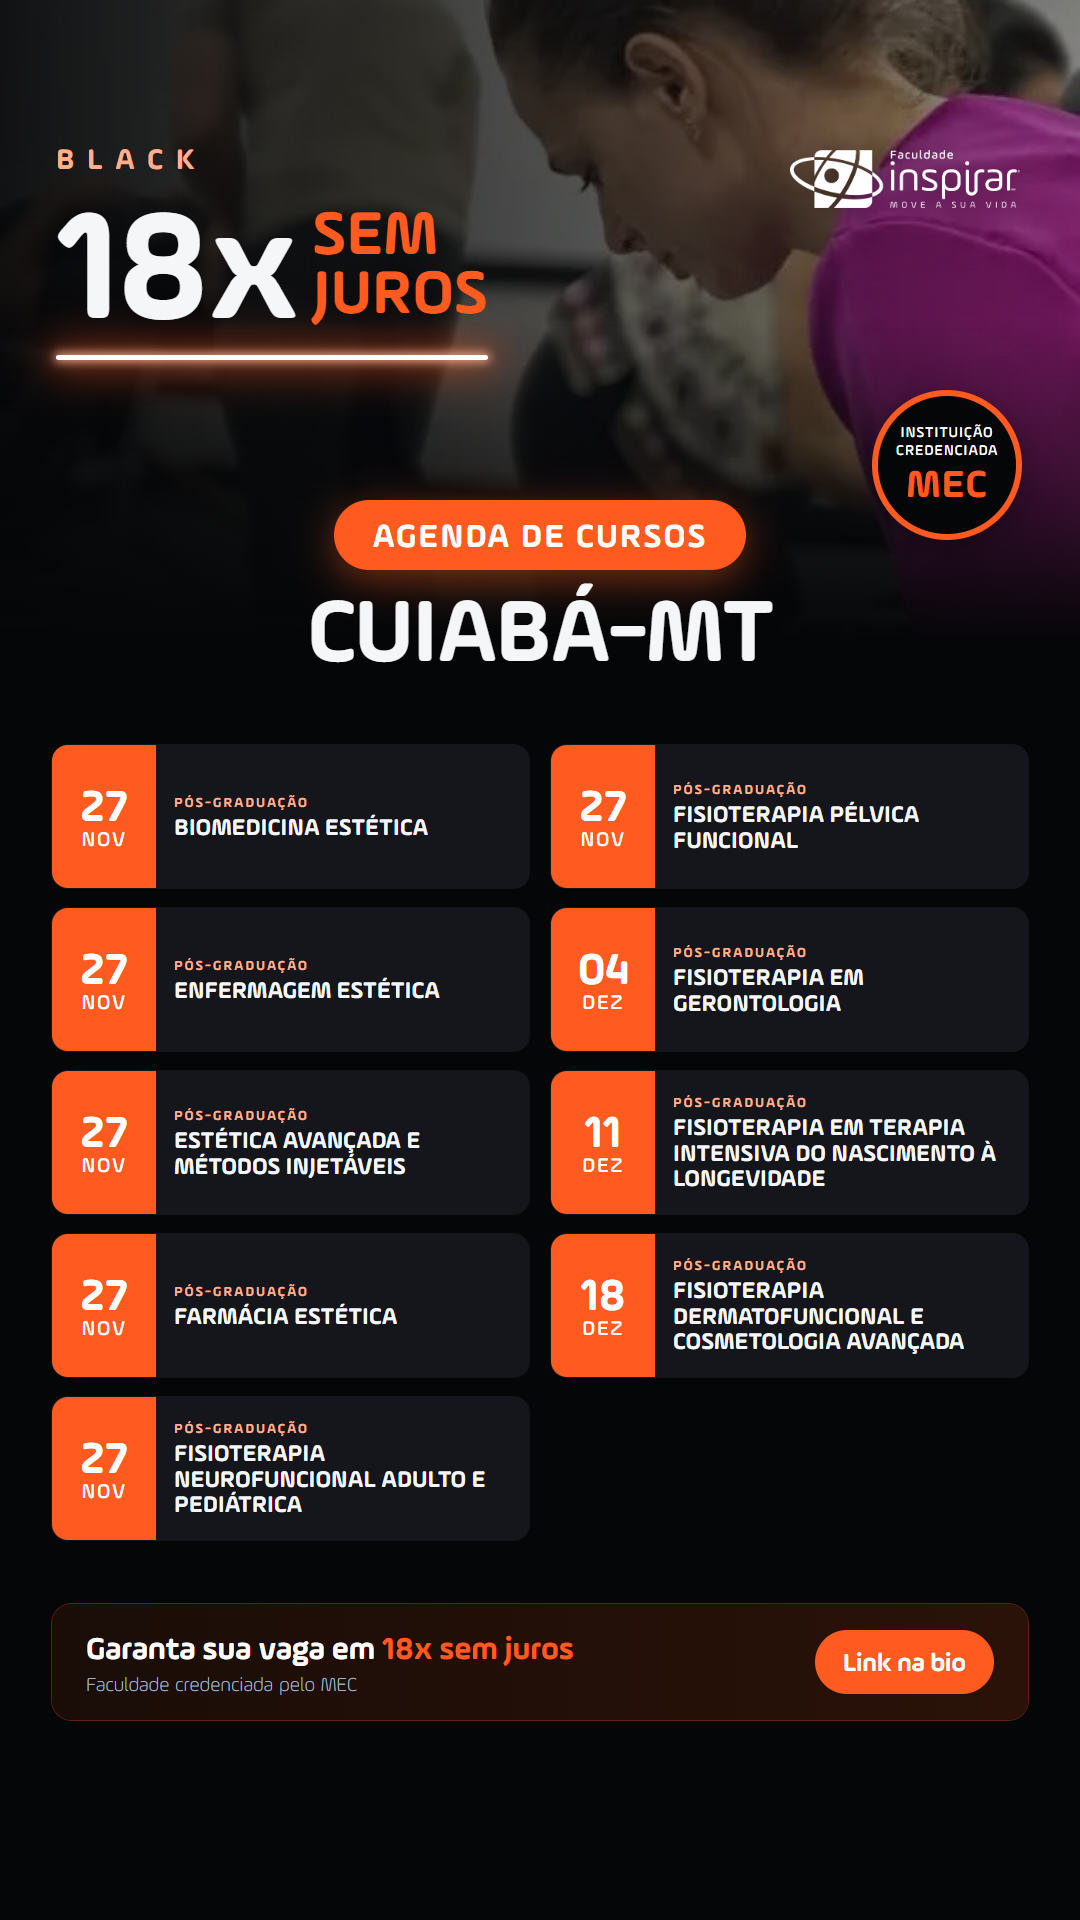 BLACK
18x SEM JUROS
Faculdade
inspirar
MOVE A SUA VIDA
INSTITUIÇÃO
CREDENCIADA
MEC
AGENDA DE CURSOS
CUIABÁ-MT
27
NOV
PÓS-GRADUAÇÃO
BIOMEDICINA ESTÉTICA
27
NOV
PÓS-GRADUAÇÃO
FISIOTERAPIA PÉLVICA
FUNCIONAL
27
NOV
PÓS-GRADUAÇÃO
ENFERMAGEM ESTÉTICA
04
DEZ
PÓS-GRADUAÇÃO
FISIOTERAPIA EM
GERONTOLOGIA
27
NOV
PÓS-GRADUAÇÃO
ESTÉTICA AVANÇADA E
MÉTODOS INJETÁVEIS
11
DEZ
PÓS-GRADUAÇÃO
FISIOTERAPIA EM TERAPIA
INTENSIVA DO NASCIMENTO À
LONGEVIDADE
27
NOV
PÓS-GRADUAÇÃO
FARMÁCIA ESTÉTICA
18
DEZ
PÓS-GRADUAÇÃO
FISIOTERAPIA
DERMATOFUNCIONAL E
COSMETOLOGIA AVANÇADA
27
NOV
PÓS-GRADUAÇÃO
FISIOTERAPIA
NEUROFUNCIONAL ADULTO E
PEDIÁTRICA
Garanta sua vaga em 18x sem juros
Faculdade credenciada pelo MEC
Link na bio